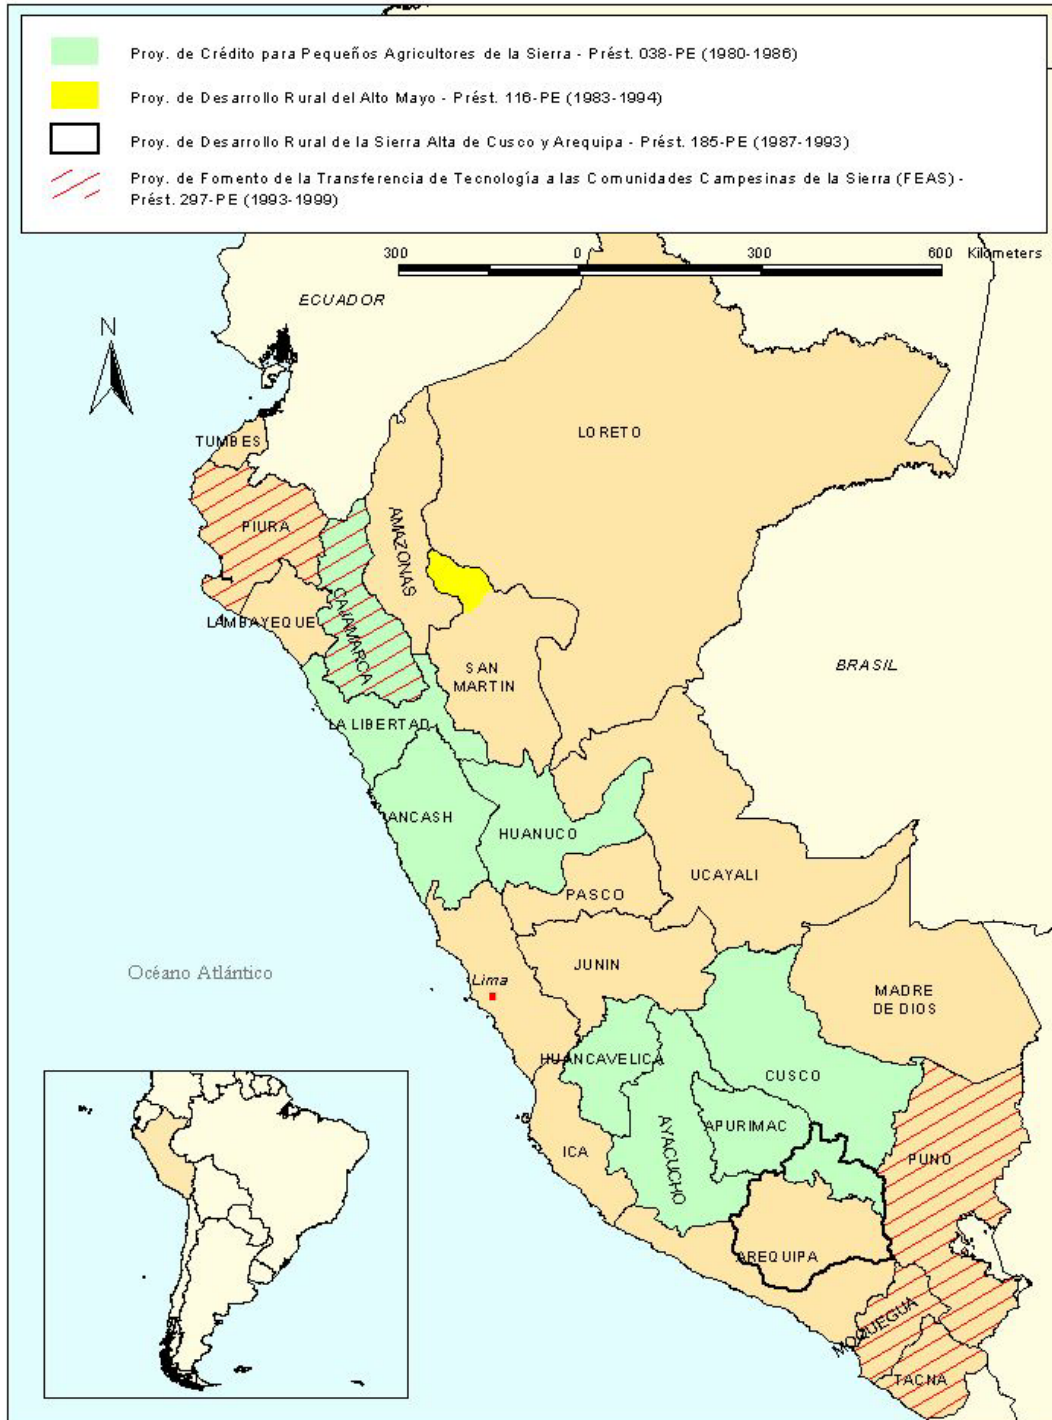 Proy. de Crédito para Pequeños Agricultores de la Sierra - Prést. 038-PE (1980-1986)
Proy. de Desarrollo Rural del Alto Mayo - Prést. 116-PE (1983-1994)
Proy. de Desarrollo Rural de la Sierra Alta de Cusco y Arequipa - Prést. 185-PE (1987-1993)
Proy. de Fomento de la Transferencia de Tecnología a las Comunidades Campesinas de la Sierra (FEAS) -
Prést. 297-PE (1993-1999)
300 0 300 600 Kilometers
ECUADOR
N
LORETO
TUMBES
PIURA
AMAZONAS
CAJAMARCA
LAMBAYEQUE
BRASIL
SAN
MARTIN
LA LIBERTAD
ANCASH
HUANUCO
UCAYALI
PASCO
JUNIN
Océano Atlántico
Lima
MADRE
DE DIOS
HUANCAVELICA
CUSCO
APURIMAC
AYACUCHO
ICA
PUNO
AREQUIPA
MOQUEGUA
TACNA